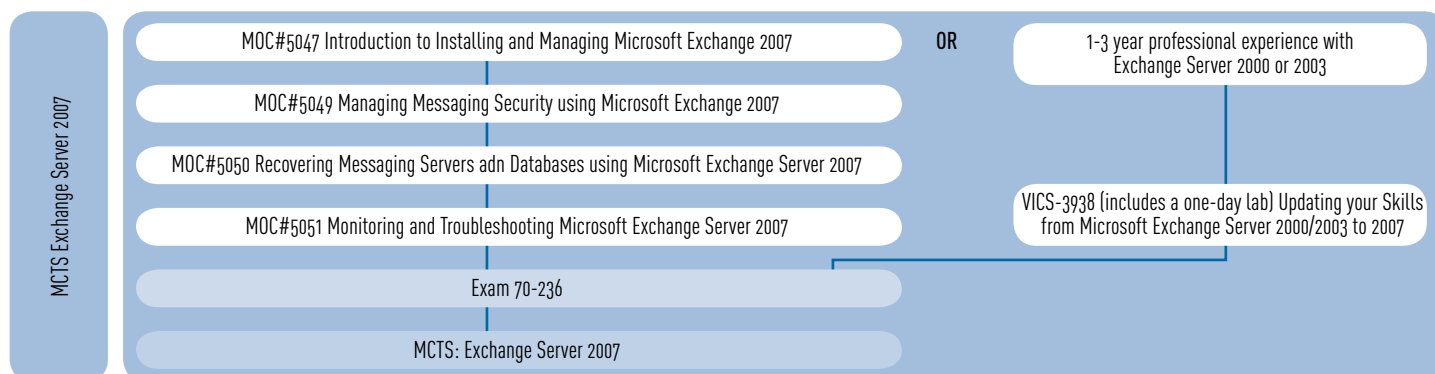 MCTS Exchange Server 2007
MOC#5047 Introduction to Installing and Managing Microsoft Exchange 2007
OR
1-3 year professional experience with
Exchange Server 2000 or 2003
MOC#5049 Managing Messaging Security using Microsoft Exchange 2007
MOC#5050 Recovering Messaging Servers adn Databases using Microsoft Exchange Server 2007
MOC#5051 Monitoring and Troubleshooting Microsoft Exchange Server 2007
VICS-3938 (includes a one-day lab) Updating your Skills
from Microsoft Exchange Server 2000/2003 to 2007
Exam 70-236
MCTS: Exchange Server 2007